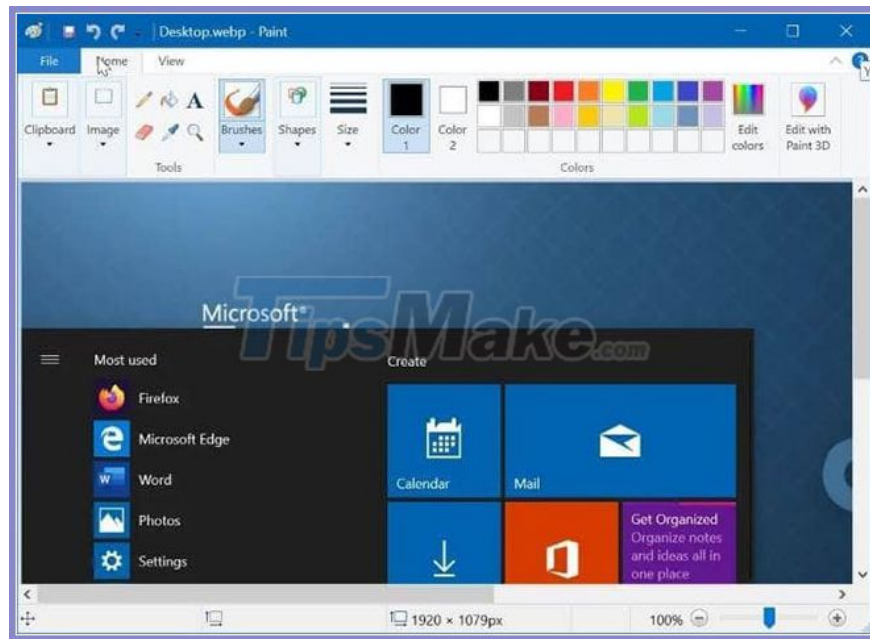 Desktop.webp - Paint
File Home View
Clipboard Image A Brushes Shapes Size Color 1 Color 2 Edit colors Edit with Paint 3D
Tools Colors
Microsoft®
TipsMake.com
Most used
Create
Firefox
Microsoft Edge
Word
Photos
Settings
Calendar
Mail
Get Organized
Organize notes
and ideas all in
one place
1920 × 1079px 100%